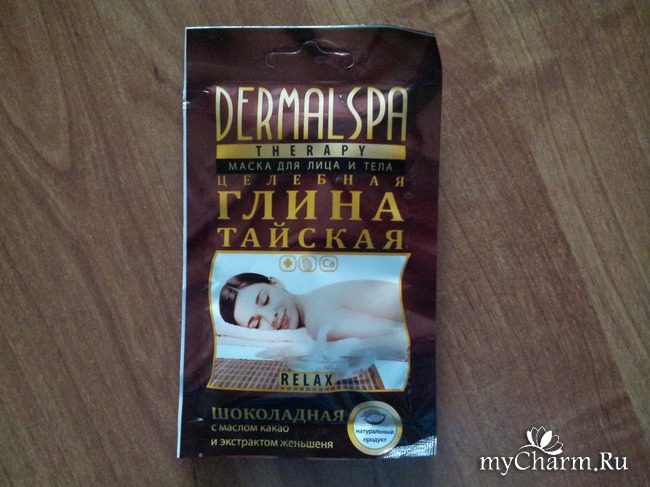 DERMALSPA
THERAPY
МАСКА ДЛЯ ЛИЦА И ТЕЛА
ЦЕЛЕБНАЯ
ГЛИНА
ТАЙСКАЯ
Ca
RELAX
ШОКОЛАДНАЯ
с маслом какао
и экстрактом женьшеня
натуральный
продукт
myCharm.Ru